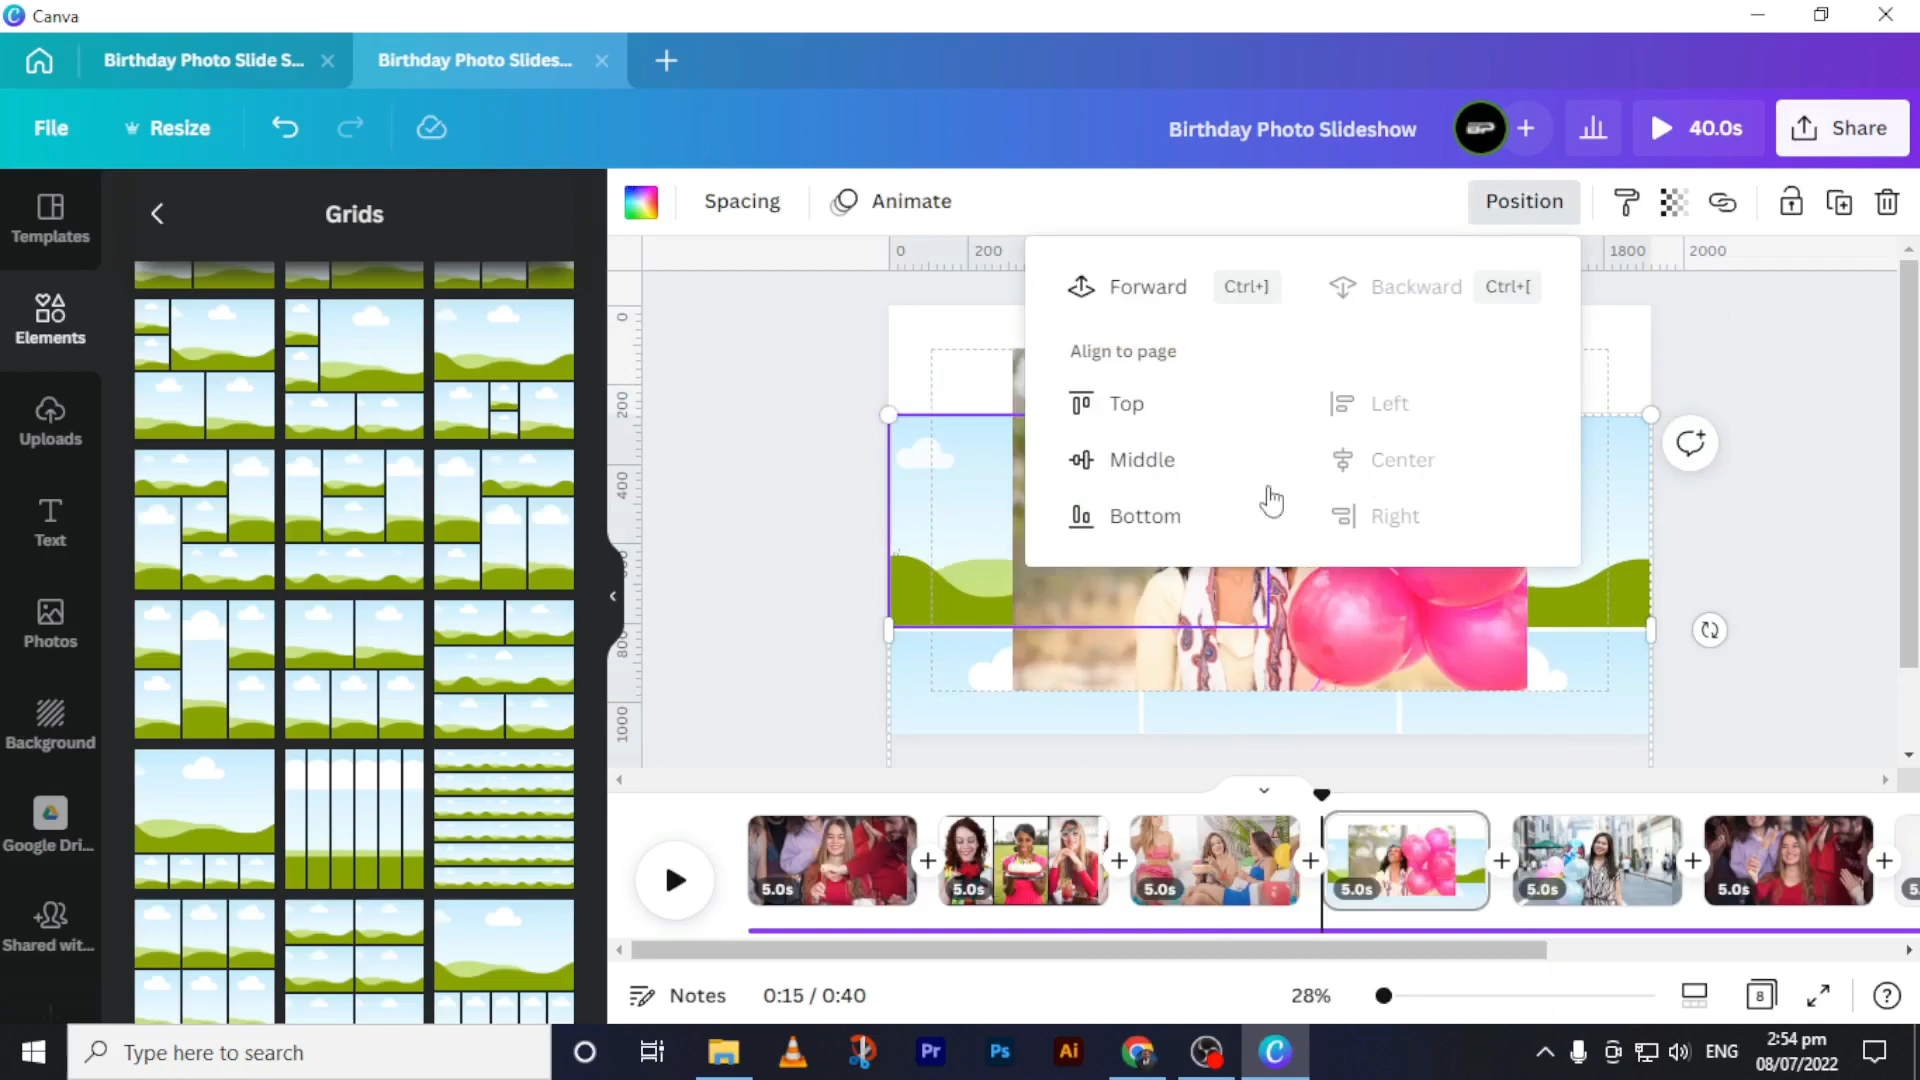 Canva
Birthday Photo Slide S...
Birthday Photo Slides...
File
Resize
Birthday Photo Slideshow
GP
40.0s
Share
Templates
Elements
Uploads
Text
Photos
Background
Google Dri...
Shared wit...
Grids
Spacing
Animate
Position
0
200
1800
2000
0
200
400
800
1000
Forward
Ctrl+]
Backward
Ctrl+[
Align to page
Top
Left
Middle
Center
Bottom
Right
5.0s
5.0s
5.0s
5.0s
5.0s
5.0s
5.
Notes
0:15 / 0:40
28%
8
Type here to search
Pr
Ps
Ai
ENG
2:54 pm
08/07/2022